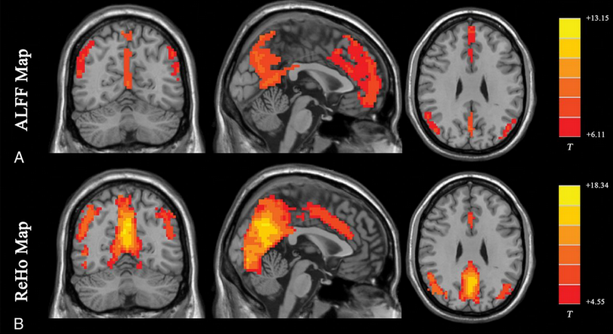 +13.15
ALFF Map
+6.11
A
T
+18.34
ReHo Map
+4.55
B
T